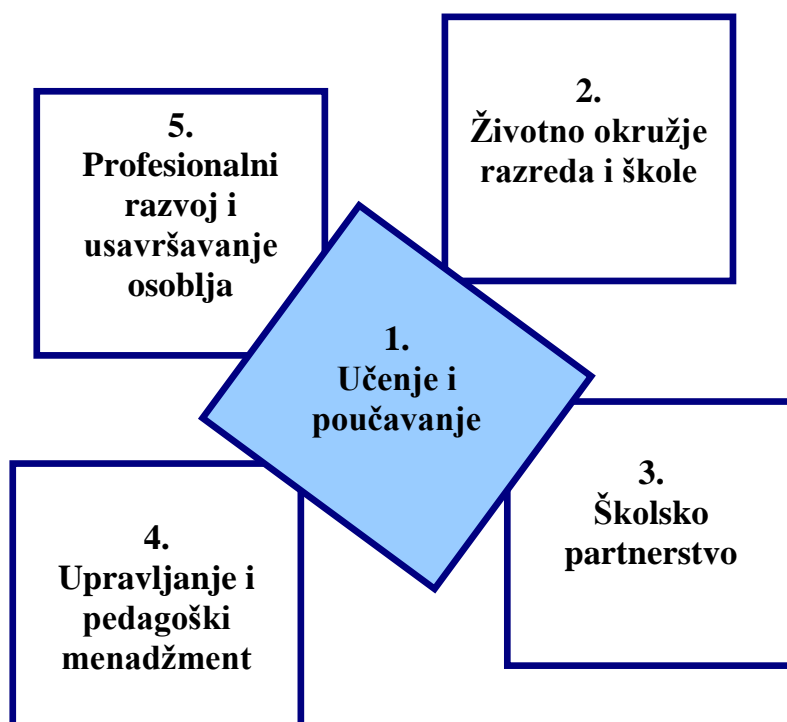 1.
Učenje i
poučavanje
2.
Životno okružje
razreda i škole
3.
Školsko
partnerstvo
4.
Upravljanje i
pedagoški
menadžment
5.
Profesionalni
razvoj i
usavršavanje
osoblja